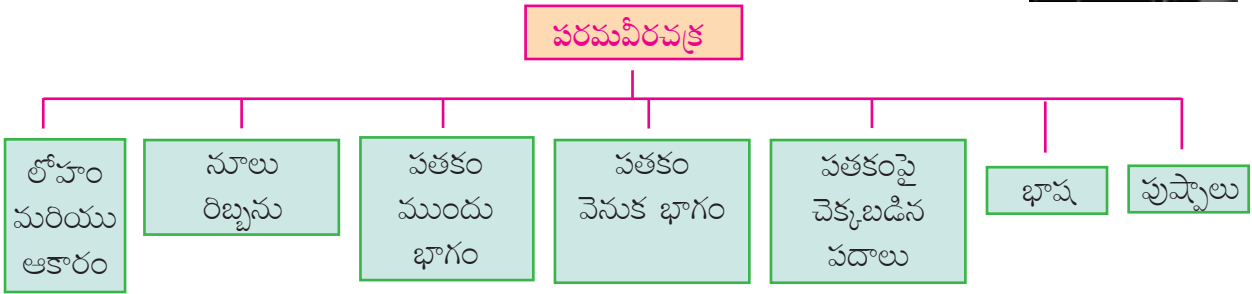 పరమవీరచక్ర
లోహం
మరియు
ఆకారం
నూలు
రిబ్బను
పతకం
ముందు
భాగం
పతకం
వెనుక భాగం
పతకంపై
చెక్కబడిన
పదాలు
భాష
పుష్పాలు